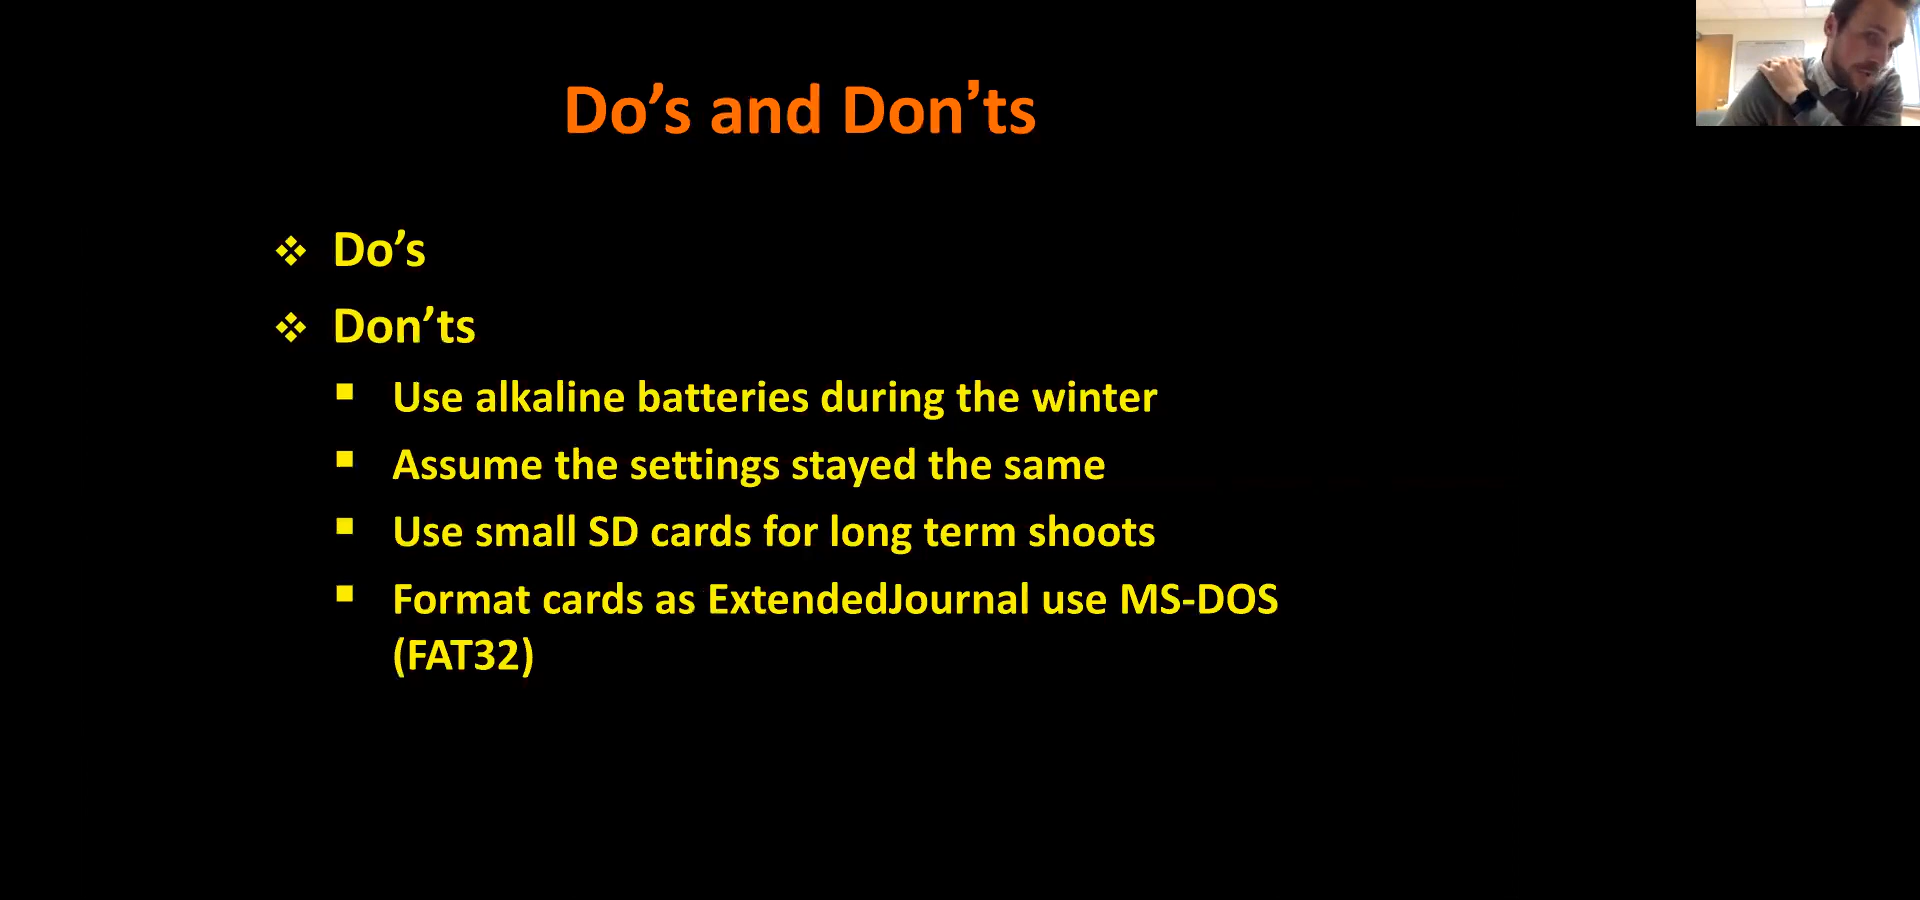 Do’s and Don’ts
Do’s
Don’ts
Use alkaline batteries during the winter
Assume the settings stayed the same
Use small SD cards for long term shoots
Format cards as ExtendedJournal use MS-DOS
(FAT32)